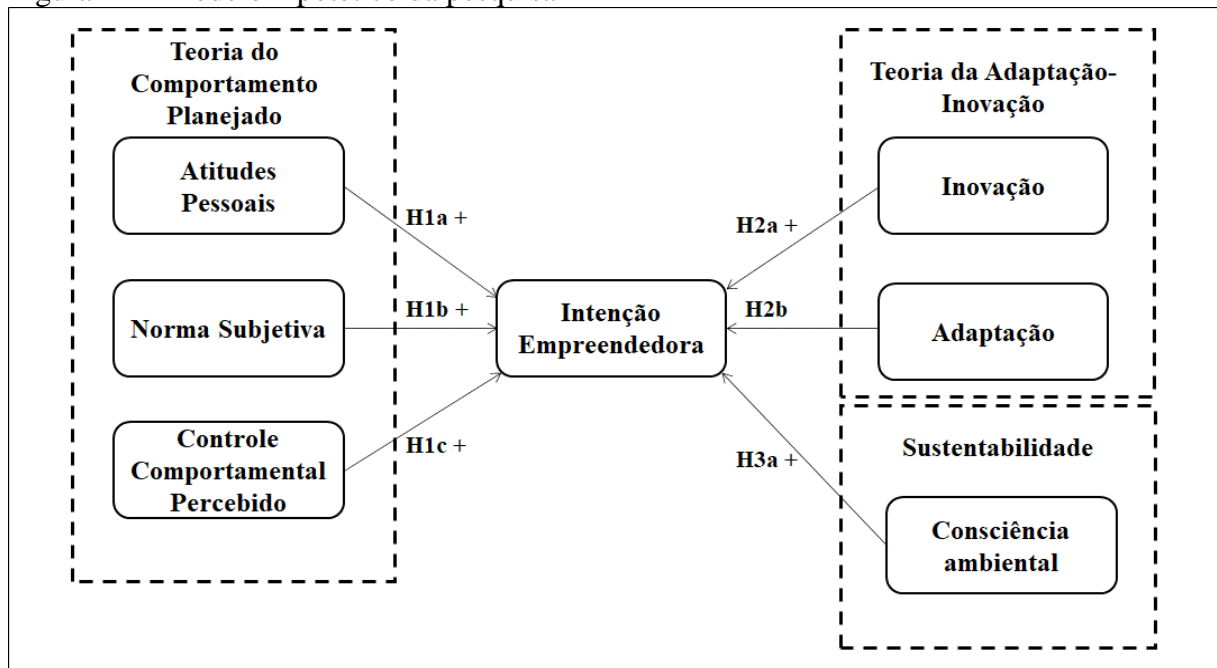 Teoria do
Comportamento
Planejado
Atitudes
Pessoais
Norma Subjetiva
Controle
Comportamental
Percebido
H1a +
H1b +
H1c +
Intenção
Empreendedora
H2a +
H2b
H3a +
Teoria da Adaptação-
Inovação
Inovação
Adaptação
Sustentabilidade
Consciência
ambiental